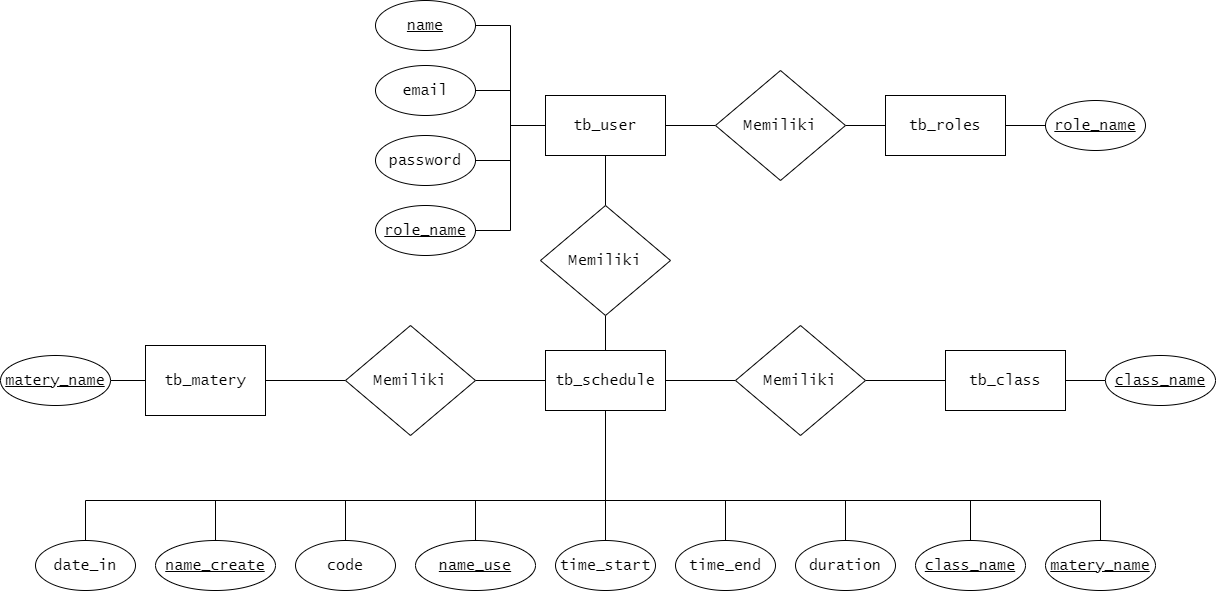 name
email
tb_user
Memiliki
tb_roles
role_name
password
role_name
Memiliki
matery_name
tb_matery
Memiliki
tb_schedule
Memiliki
tb_class
class_name
date_in
name_create
code
name_use
time_start
time_end
duration
class_name
matery_name